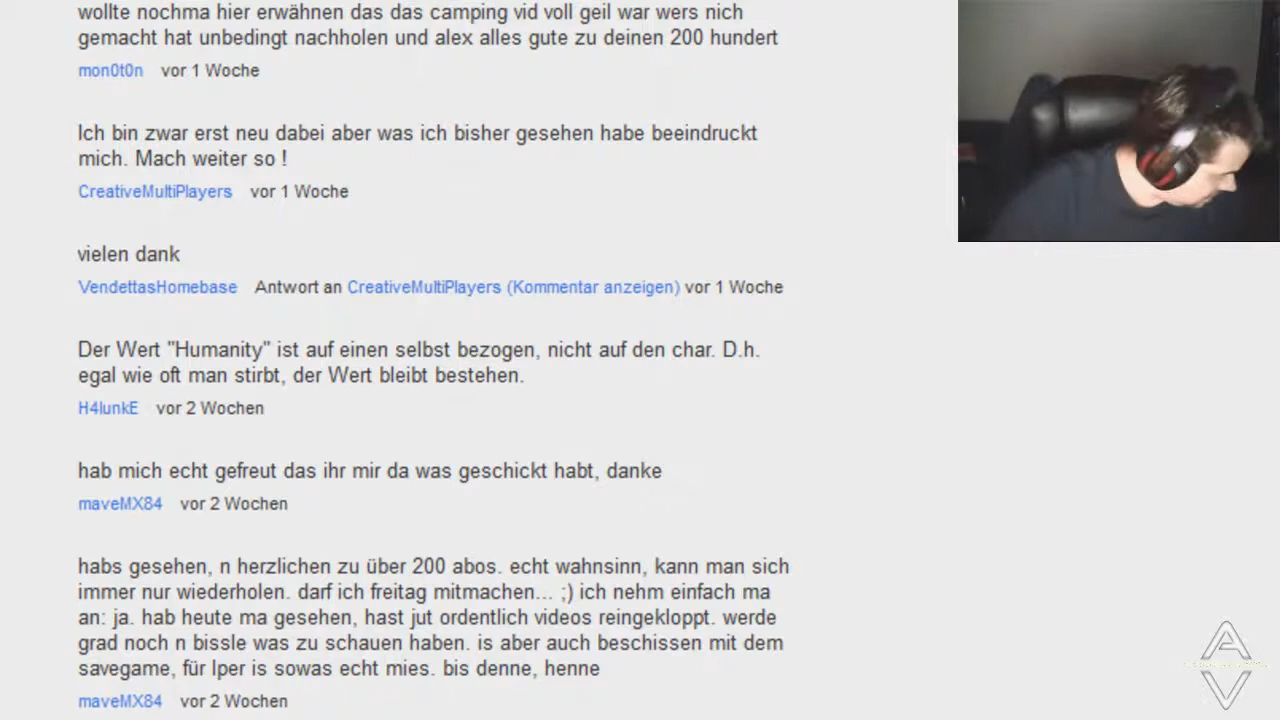 wollte nochma hier erwähnen das das camping vid voll geil war wers nich
gemacht hat unbedingt nachholen und alex alles gute zu deinen 200 hundert
mon0t0n vor 1 Woche
Ich bin zwar erst neu dabei aber was ich bisher gesehen habe beeindruckt
mich. Mach weiter so !
CreativeMultiPlayers vor 1 Woche
vielen dank
VendettasHomebase Antwort an CreativeMultiPlayers (Kommentar anzeigen) vor 1 Woche
Der Wert "Humanity" ist auf einen selbst bezogen, nicht auf den char. D.h.
egal wie oft man stirbt, der Wert bleibt bestehen.
H4lunkE vor 2 Wochen
hab mich echt gefreut das ihr mir da was geschickt habt, danke
maveMX84 vor 2 Wochen
habs gesehen, n herzlichen zu über 200 abos. echt wahnsinn, kann man sich
immer nur wiederholen. darf ich freitag mitmachen... ;) ich nehm einfach ma
an: ja. hab heute ma gesehen, hast jut ordentlich videos reingekloppt. werde
grad noch n bissle was zu schauen haben. is aber auch beschissen mit dem
savegame, für lper is sowas echt mies. bis denne, henne
maveMX84 vor 2 Wochen